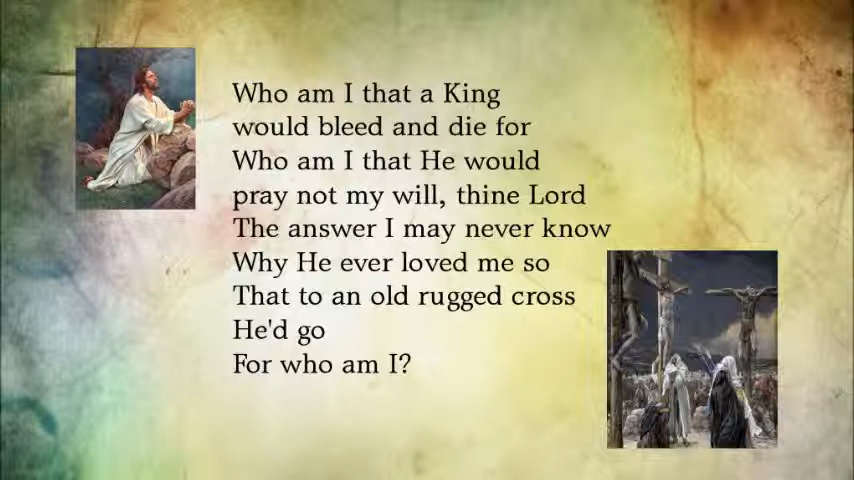 Who am I that a King
would bleed and die for
Who am I that He would
pray not my will, thine Lord
The answer I may never know
Why He ever loved me so
That to an old rugged cross
He'd go
For who am I?